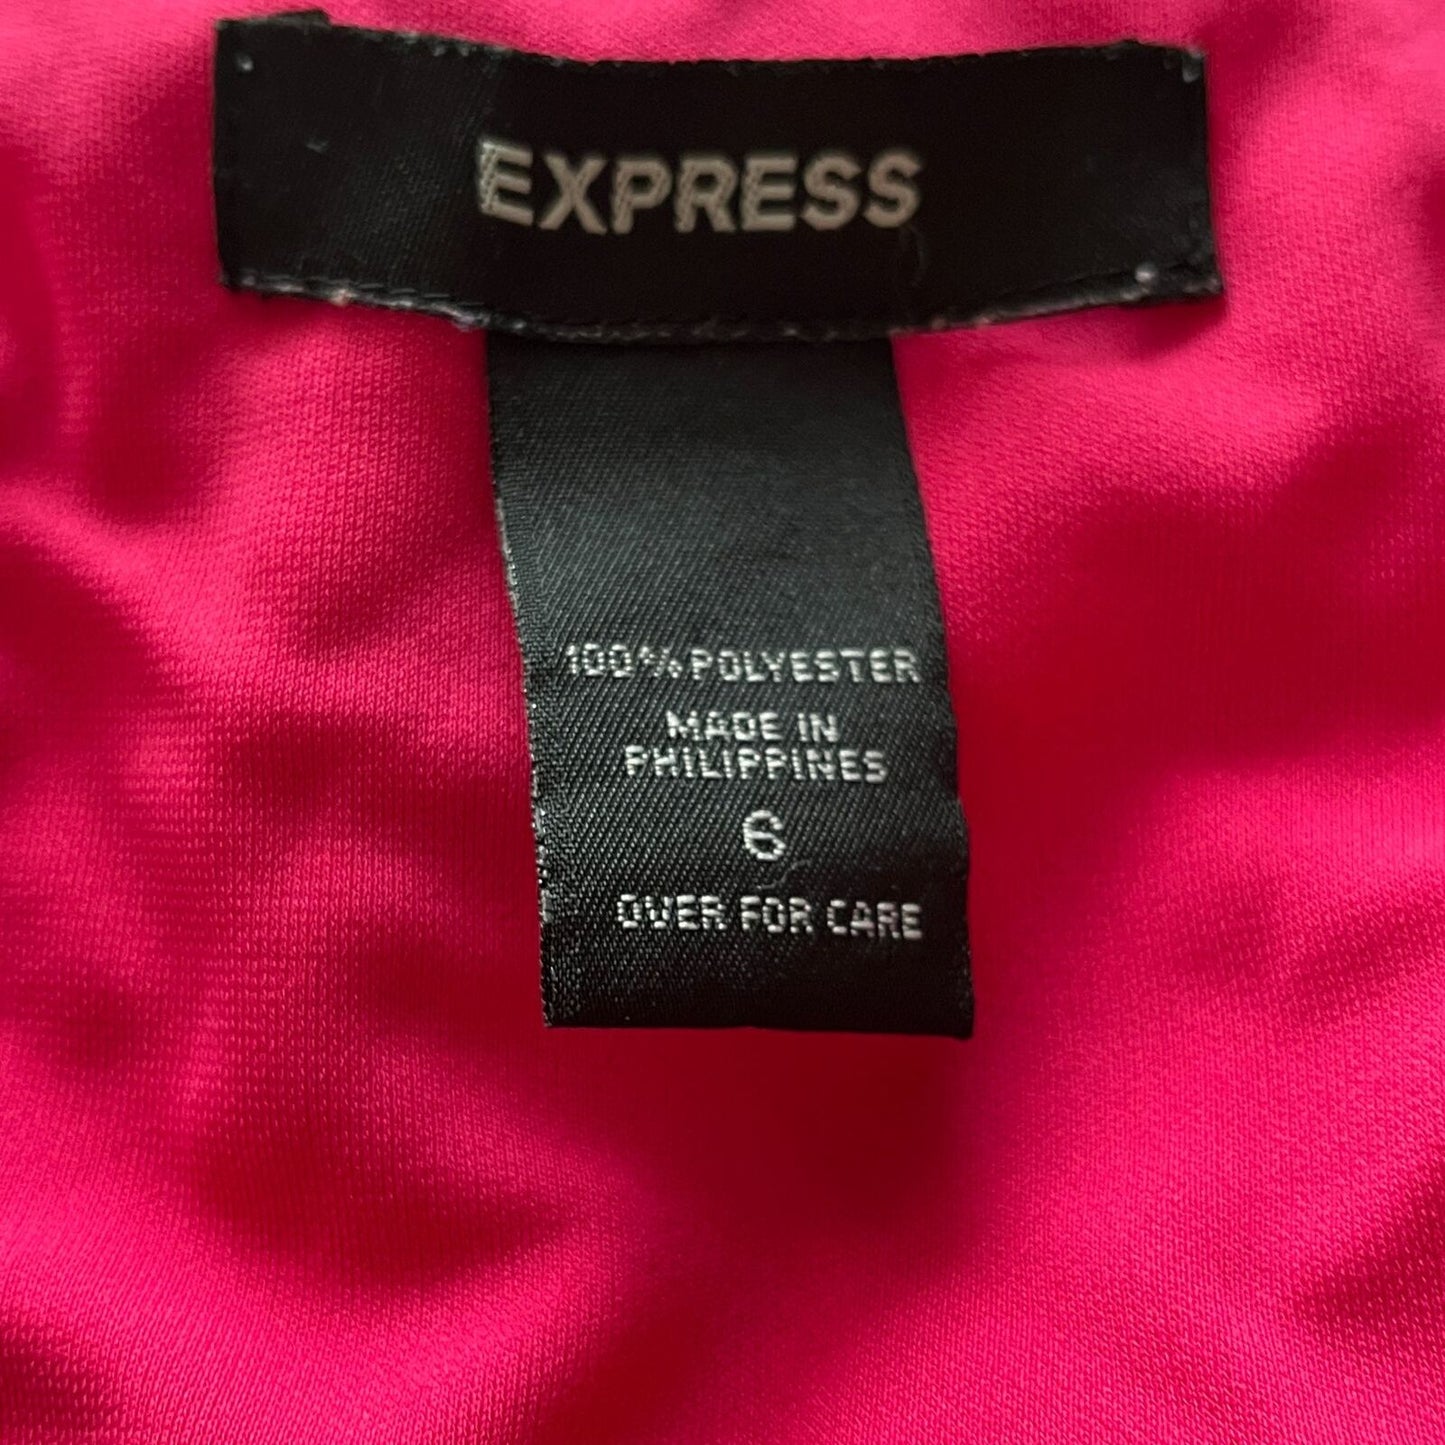 EXPRESS
100% POLYESTER
MADE IN
PHILIPPINES
6
OVER FOR CARE